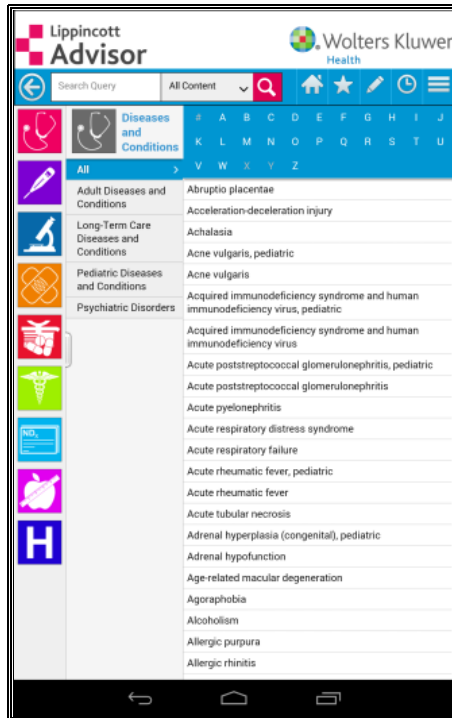 Lippincott
Advisor
Wolters Kluwer
Health
Search Query
All Content
Diseases
and
Conditions
# A B C D E F G H I J
K L M N O P Q R S T U
V W X Y Z
All >
Adult Diseases and
Conditions
Long-Term Care
Diseases and
Conditions
Pediatric Diseases
and Conditions
Psychiatric Disorders
Abruptio placentae
Acceleration-deceleration injury
Achalasia
Acne vulgaris, pediatric
Acne vulgaris
Acquired immunodeficiency syndrome and human
immunodeficiency virus, pediatric
Acquired immunodeficiency syndrome and human
immunodeficiency virus
Acute poststreptococcal glomerulonephritis, pediatric
Acute poststreptococcal glomerulonephritis
Acute pyelonephritis
Acute respiratory distress syndrome
Acute respiratory failure
Acute rheumatic fever, pediatric
Acute rheumatic fever
Acute tubular necrosis
Adrenal hyperplasia (congenital), pediatric
Adrenal hypofunction
Age-related macular degeneration
Agoraphobia
Alcoholism
Allergic purpura
Allergic rhinitis
H